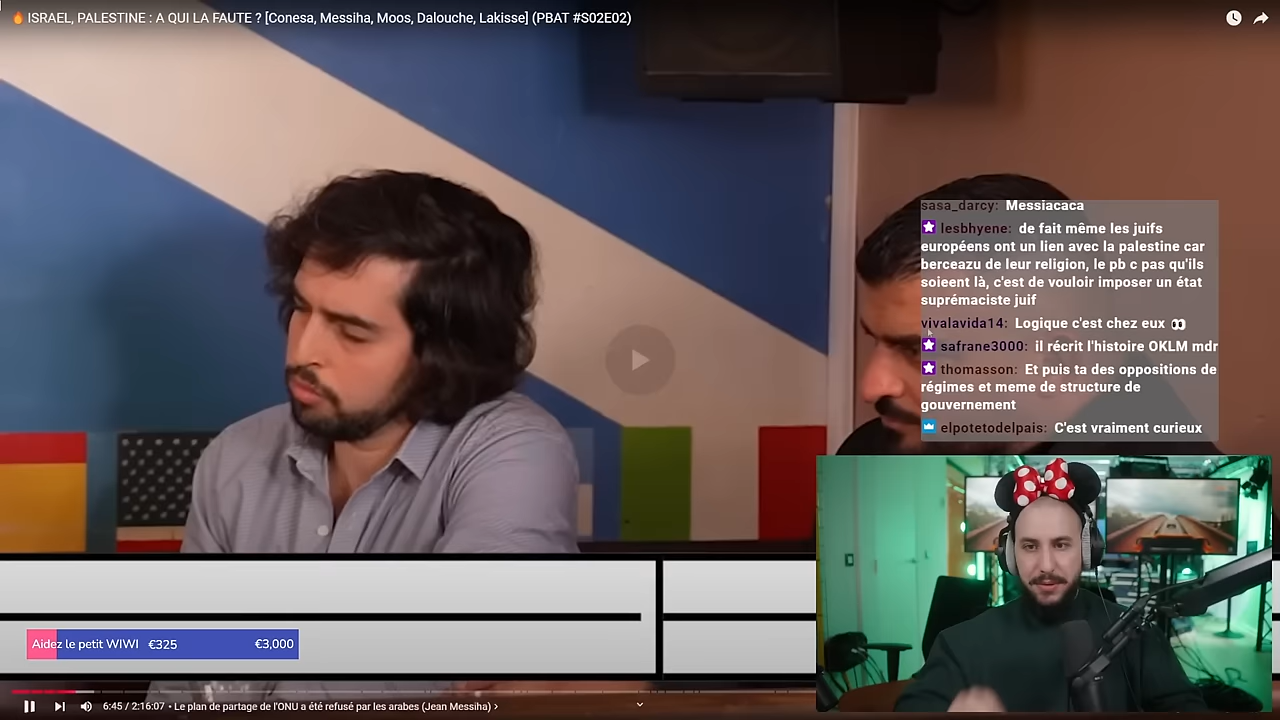 🔥 ISRAEL, PALESTINE : A QUI LA FAUTE ? [Conesa, Messiha, Moos, Dalouche, Lakisse] (PBAT #S02E02)
sasa_darcy: Messiacaca
lesbhyene: de fait même les juifs
européens ont un lien avec la palestine car
berceazu de leur religion, le pb c pas qu'ils
soieent là, c'est de vouloir imposer un état
suprémaciste juif
vivalavida14: Logique c'est chez eux 👀
safrane3000: il récrit l'histoire OKLM mdr
thomasson: Et puis ta des oppositions de
régimes et meme de structure de
gouvernement
elpotetodelpais: C'est vraiment curieux
Aidez le petit WIWI €325 €3,000
6:45 / 2:16:07 • Le plan de partage de l'ONU a été refusé par les arabes (Jean Messiha) ›